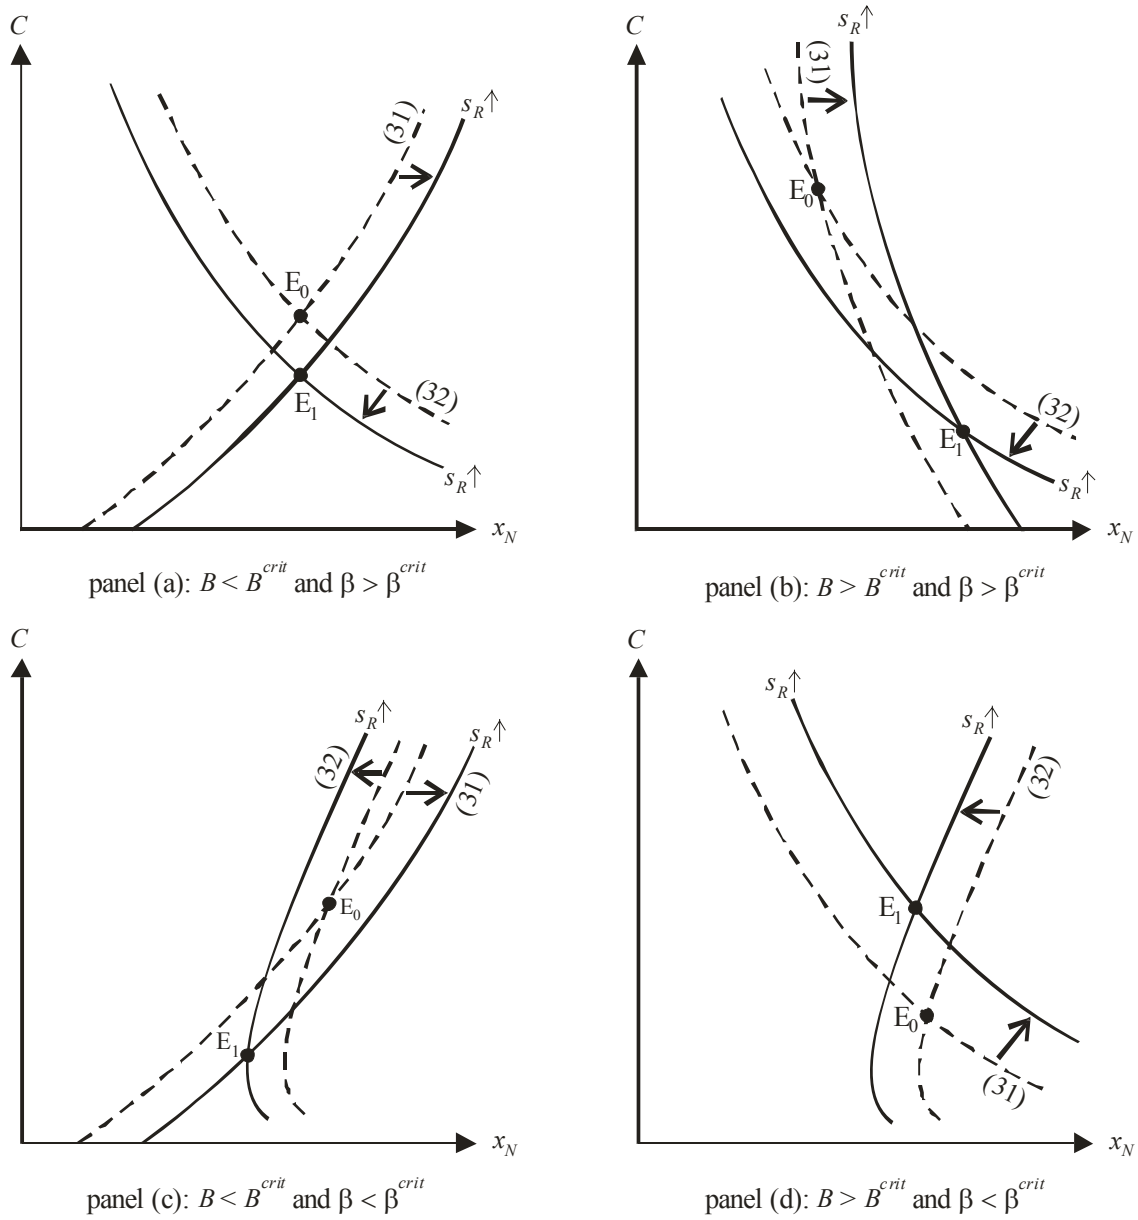 C
s_R↑
(31)
E₀
E₁
(32)
s_R↑
x_N
panel (a): B < B^crit and β > β^crit
C
s_R↑
(31)
E₀
(32)
E₁
s_R↑
x_N
panel (b): B > B^crit and β > β^crit
C
s_R↑
s_R↑
(32)
(31)
E₀
E₁
x_N
panel (c): B < B^crit and β < β^crit
C
s_R↑
s_R↑
(32)
E₁
E₀
(31)
x_N
panel (d): B > B^crit and β < β^crit